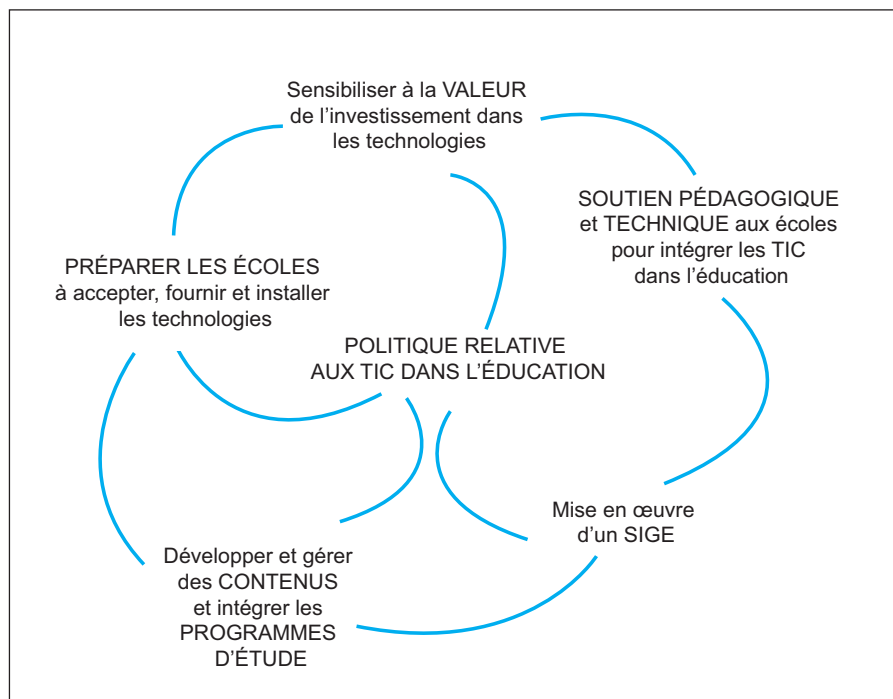 Sensibiliser à la VALEUR
de l’investissement dans
les technologies
SOUTIEN PÉDAGOGIQUE
et TECHNIQUE aux écoles
pour intégrer les TIC
dans l’éducation
PRÉPARER LES ÉCOLES
à accepter, fournir et installer
les technologies
POLITIQUE RELATIVE
AUX TIC DANS L’ÉDUCATION
Mise en œuvre
d’un SIGE
Développer et gérer
des CONTENUS
et intégrer les
PROGRAMMES
D’ÉTUDE